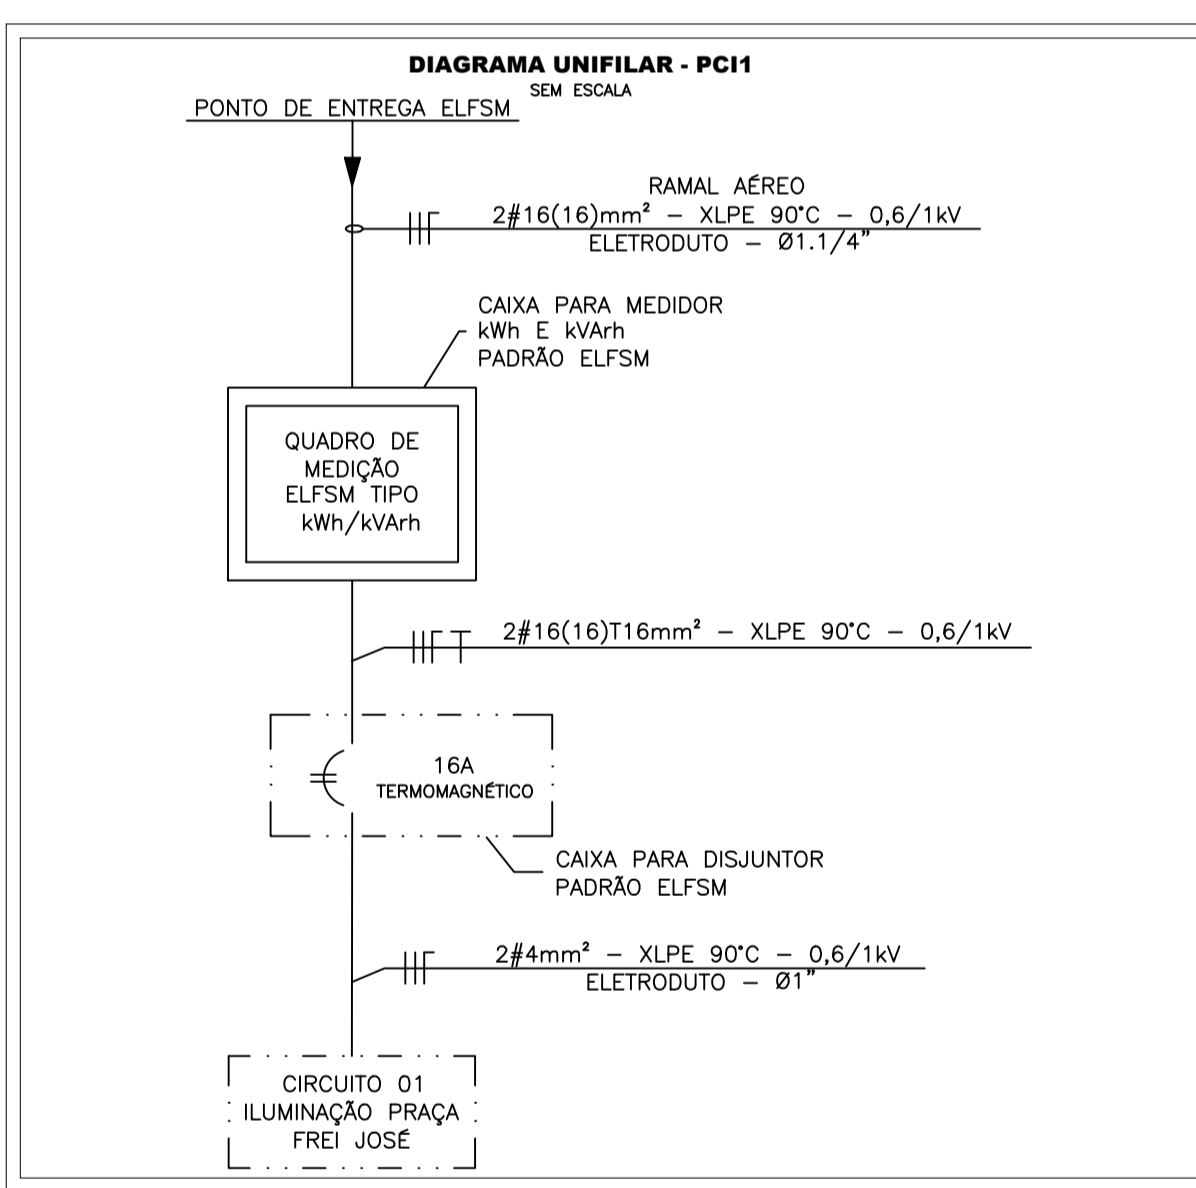 DIAGRAMA UNIFILAR - PCI1
SEM ESCALA
PONTO DE ENTREGA ELFSM
RAMAL AÉREO
2#16(16)mm² – XLPE 90°C – 0,6/1kV
ELETRODUTO – Ø1.1/4"
CAIXA PARA MEDIDOR
kWh E kVArh
PADRÃO ELFSM
QUADRO DE
MEDIÇÃO
ELFSM TIPO
kWh/kVArh
2#16(16)T16mm² – XLPE 90°C – 0,6/1kV
16A
TERMOMAGNÉTICO
CAIXA PARA DISJUNTOR
PADRÃO ELFSM
2#4mm² – XLPE 90°C – 0,6/1kV
ELETRODUTO – Ø1"
CIRCUITO 01
ILUMINAÇÃO PRAÇA
FREI JOSÉ